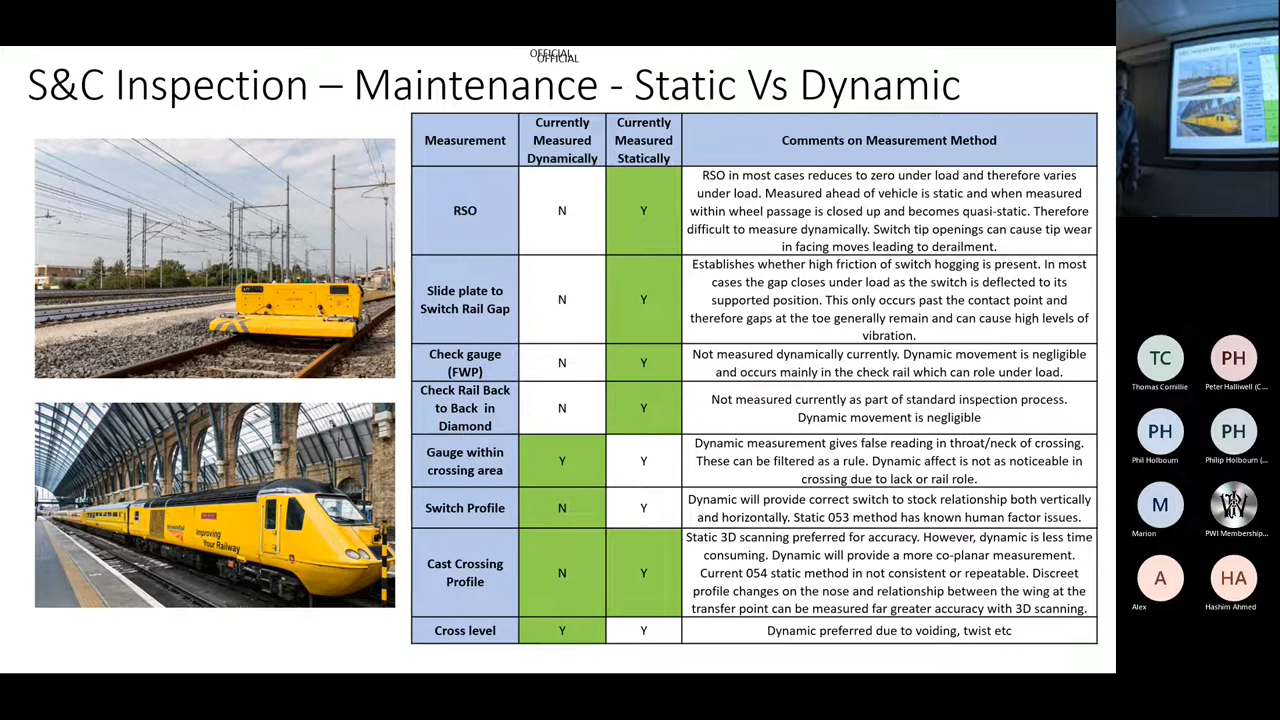 OFFICIAL
OFFICIAL
S&C Inspection – Maintenance - Static Vs Dynamic
Measurement
Currently
Measured
Dynamically
Currently
Measured
Statically
Comments on Measurement Method
RSO
N
Y
RSO in most cases reduces to zero under load and therefore varies
under load. Measured ahead of vehicle is static and when measured
within wheel passage is closed up and becomes quasi-static. Therefore
difficult to measure dynamically. Switch tip openings can cause tip wear
in facing moves leading to derailment.
Slide plate to
Switch Rail Gap
N
Y
Establishes whether high friction of switch hogging is present. In most
cases the gap closes under load as the switch is deflected to its
supported position. This only occurs past the contact point and
therefore gaps at the toe generally remain and can cause high levels of
vibration.
Check gauge
(FWP)
N
Y
Not measured dynamically currently. Dynamic movement is negligible
and occurs mainly in the check rail which can role under load.
Check Rail Back
to Back in
Diamond
N
Y
Not measured currently as part of standard inspection process.
Dynamic movement is negligible
Gauge within
crossing area
Y
Y
Dynamic measurement gives false reading in throat/neck of crossing.
These can be filtered as a rule. Dynamic affect is not as noticeable in
crossing due to lack or rail role.
Switch Profile
N
Y
Dynamic will provide correct switch to stock relationship both vertically
and horizontally. Static 053 method has known human factor issues.
Cast Crossing
Profile
N
Y
Static 3D scanning preferred for accuracy. However, dynamic is less time
consuming. Dynamic will provide a more co-planar measurement.
Current 054 static method in not consistent or repeatable. Discreet
profile changes on the nose and relationship between the wing at the
transfer point can be measured far greater accuracy with 3D scanning.
Cross level
Y
Y
Dynamic preferred due to voiding, twist etc
Improving
Your Railway
TC
Thomas Cornillie
PH
Peter Halliwell (C...
PH
Phil Holbourn
PH
Philip Holbourn (...
M
Marion
PWI Membership...
A
Alex
HA
Hashim Ahmed